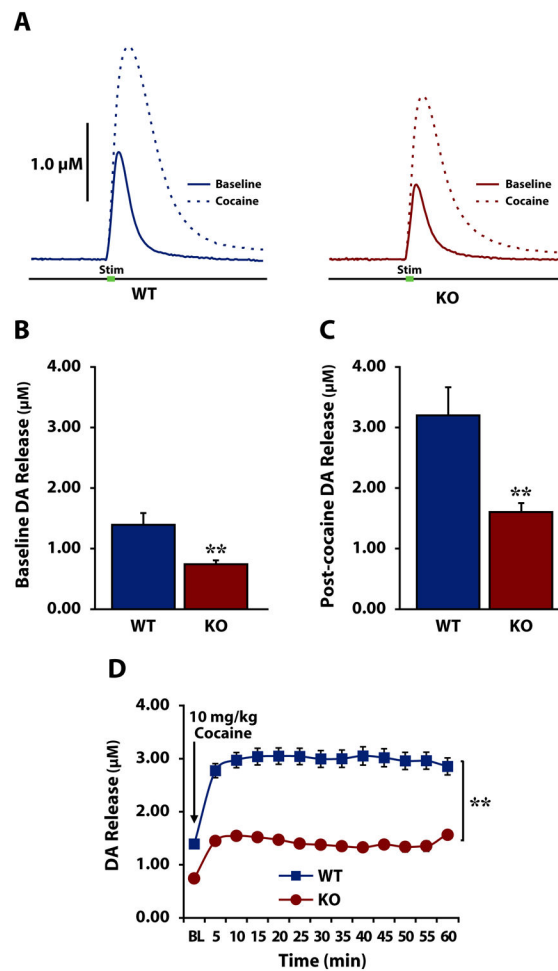 A
1.0 μM
Baseline
Cocaine
Baseline
Cocaine
Stim
Stim
WT
KO
B
C
4.00
3.00
2.00
1.00
0.00
Baseline DA Release (μM)
**
WT
KO
4.00
3.00
2.00
1.00
0.00
Post-cocaine DA Release (μM)
**
WT
KO
D
4.00
3.00
2.00
1.00
0.00
DA Release (μM)
10 mg/kg
Cocaine
**
WT
KO
BL 5 10 15 20 25 30 35 40 45 50 55 60
Time (min)